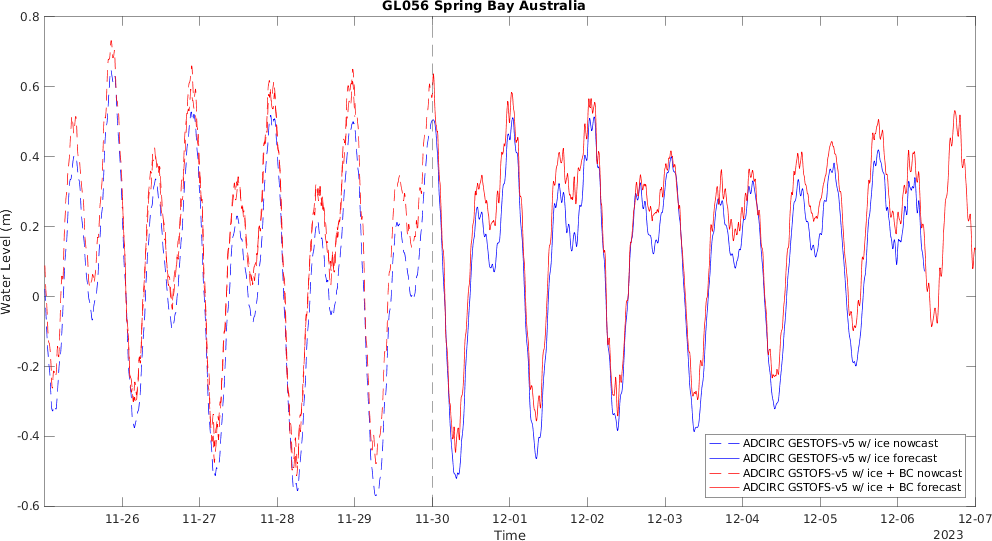 GL056 Spring Bay Australia
0.8
0.6
0.4
0.2
0
-0.2
-0.4
-0.6
Water Level (m)
11-26 11-27 11-28 11-29 11-30 12-01 12-02 12-03 12-04 12-05 12-06 12-07
Time
2023
ADCIRC GESTOFS-v5 w/ ice nowcast
ADCIRC GESTOFS-v5 w/ ice forecast
ADCIRC GSTOFS-v5 w/ ice + BC nowcast
ADCIRC GSTOFS-v5 w/ ice + BC forecast